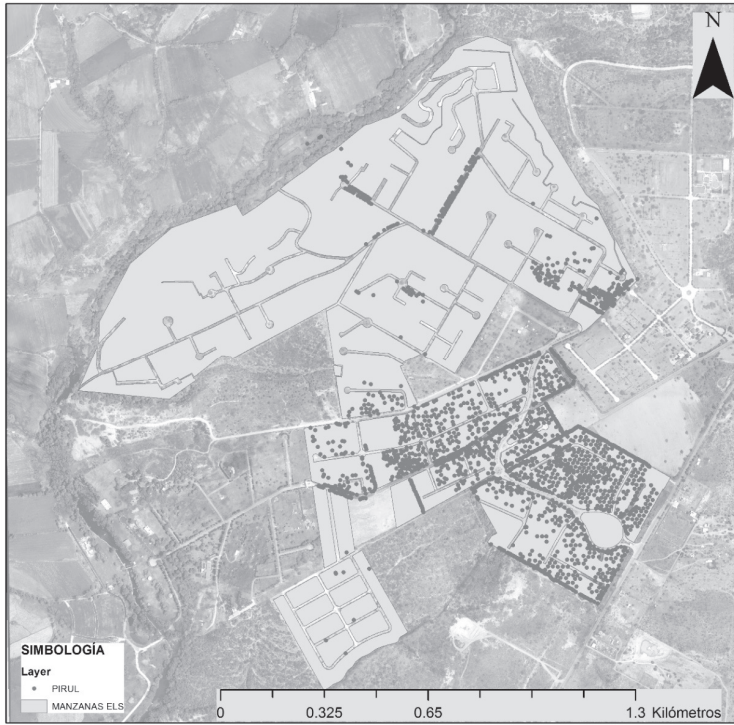 N
SIMBOLOGÍA
Layer
PIRUL
MANZANAS ELS
0 0.325 0.65 1.3 Kilómetros